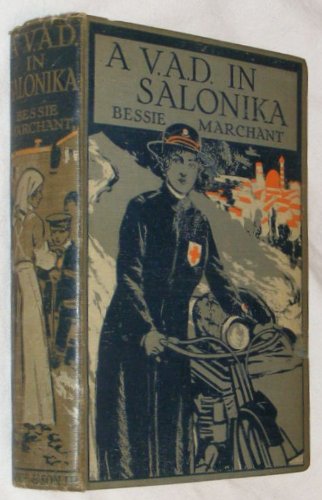 A V.A.D. IN
SALONIKA
BESSIE
MARCHANT
A V.A.D.
IN
SALONIKA
BESSIE
MARCHANT